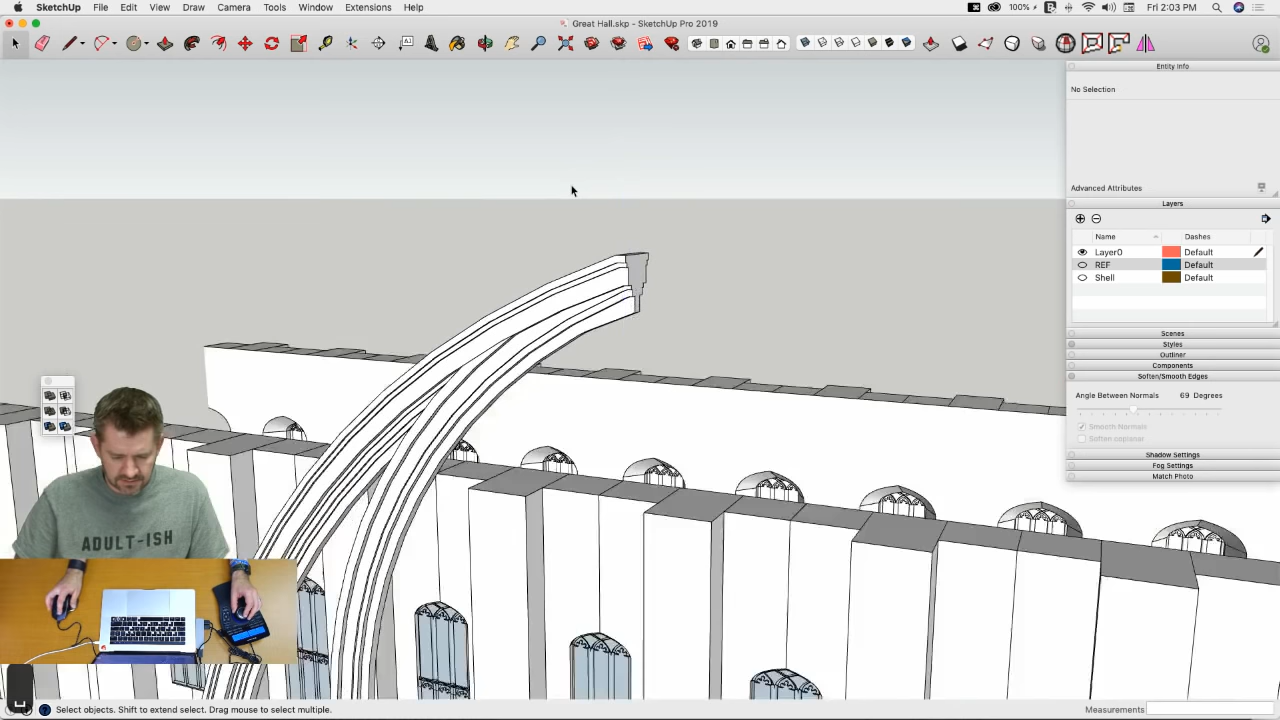 SketchUp File Edit View Draw Camera Tools Window Extensions Help
100% Fri 2:03 PM
Great Hall.skp - SketchUp Pro 2019
Entity Info
No Selection
Advanced Attributes
Layers
Name Dashes
Layer0 Default
REF Default
Shell Default
Scenes
Styles
Outliner
Components
Soften/Smooth Edges
Angle Between Normals 69 Degrees
Smooth Normals
Soften coplanar
Shadow Settings
Fog Settings
Match Photo
ADULT-ISH
Select objects. Shift to extend select. Drag mouse to select multiple.
Measurements